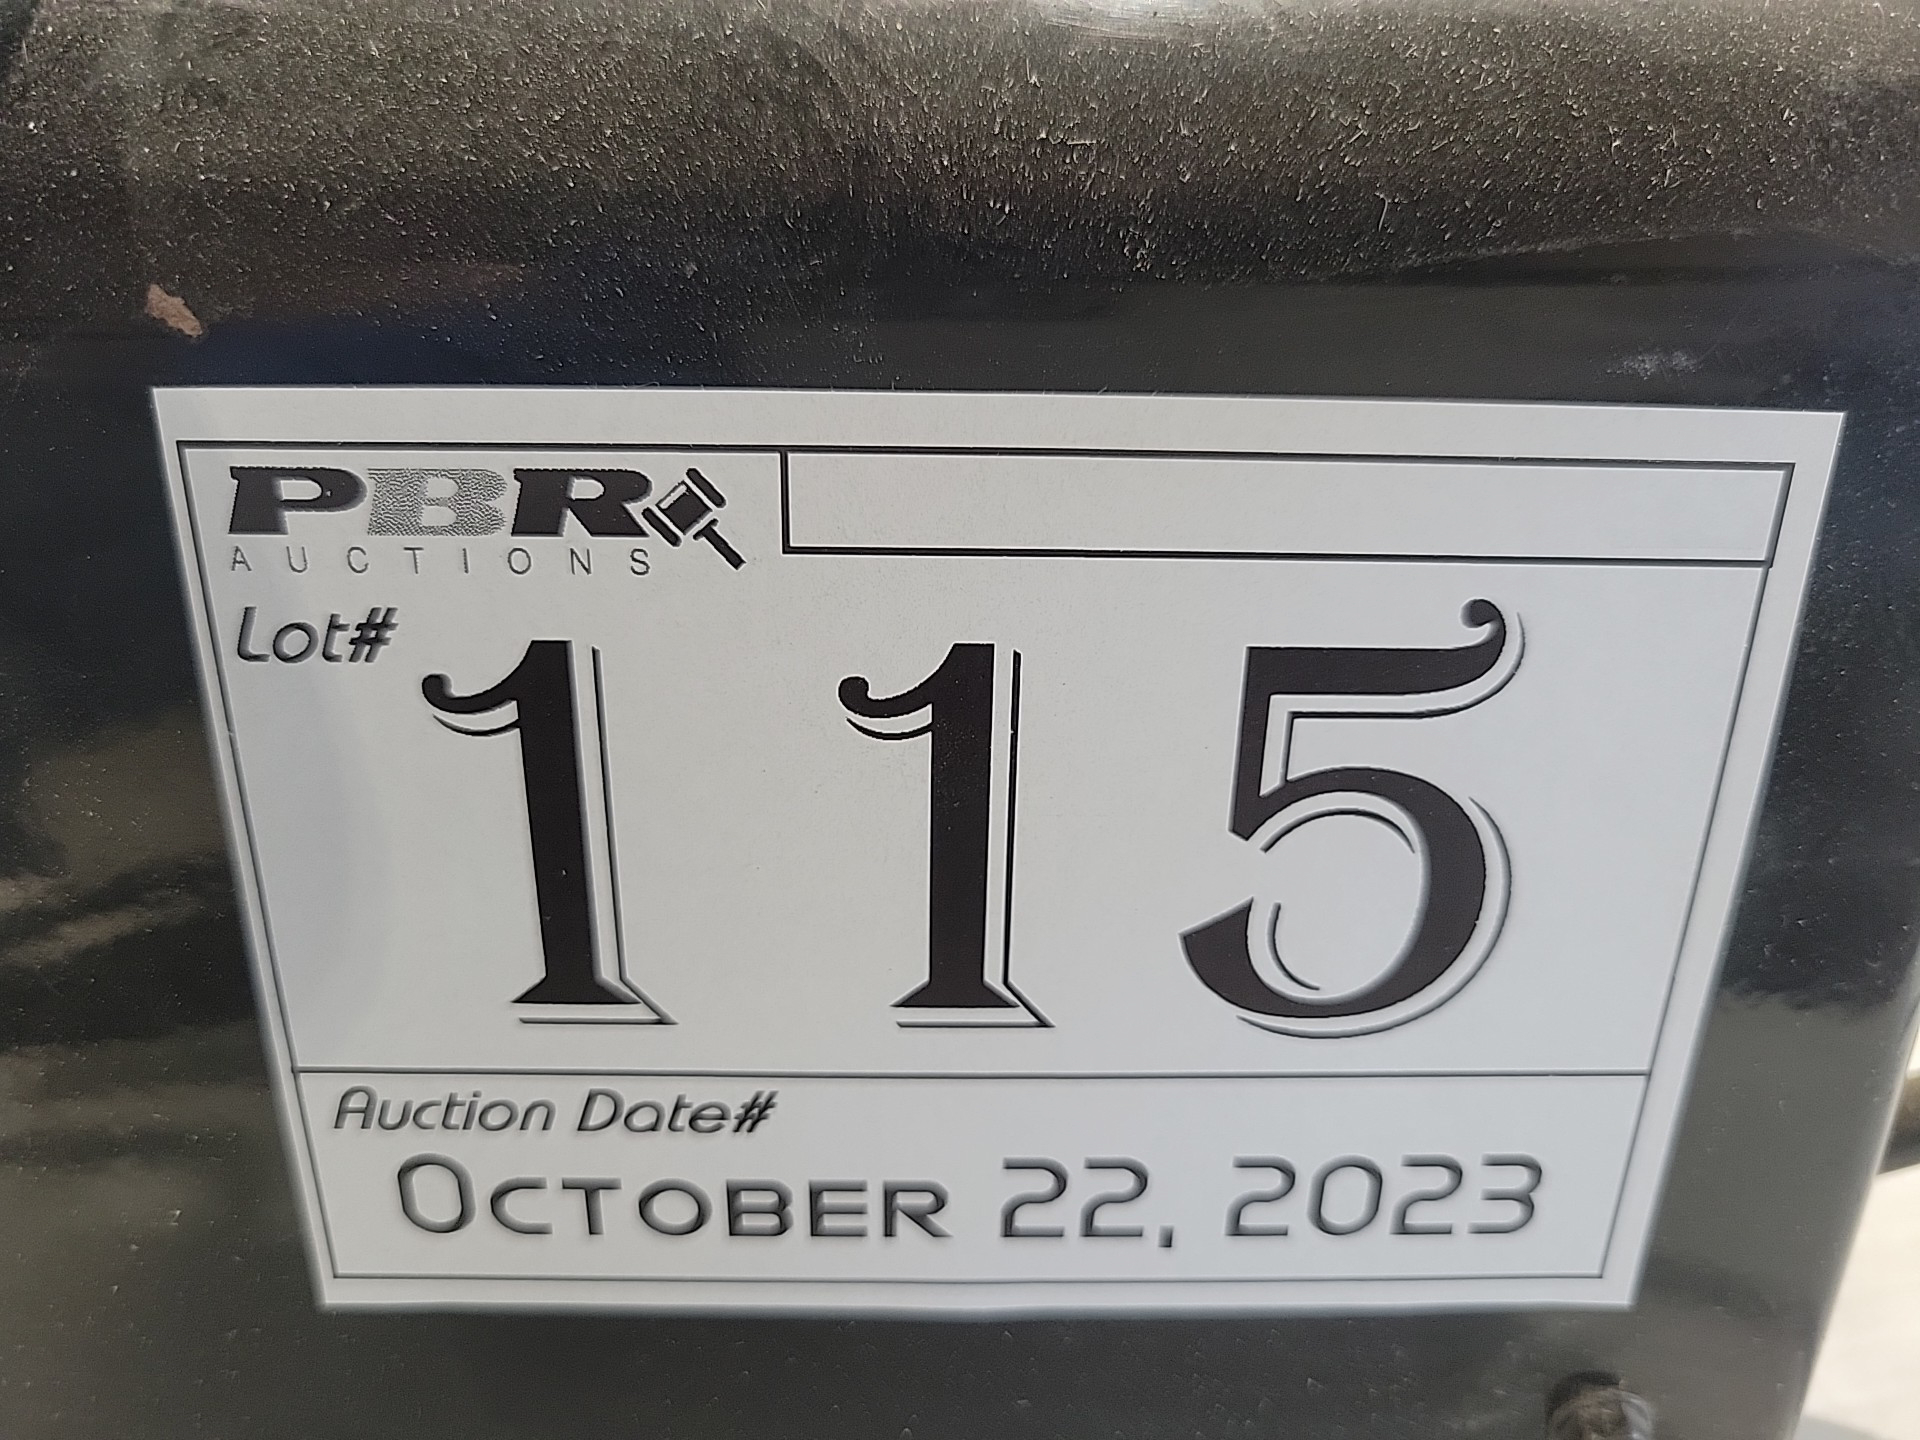 PBR
AUCTIONS
Lot#
115
Auction Date#
October 22, 2023